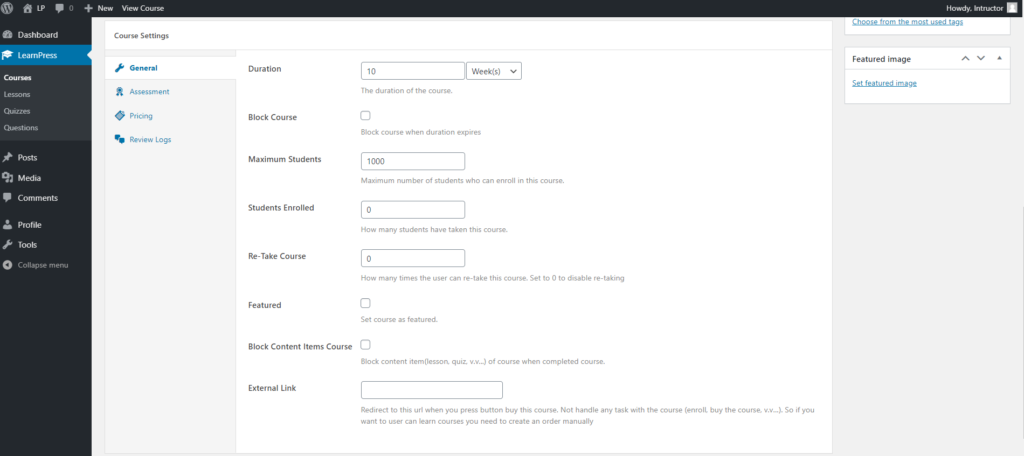 LP
0
New
View Course
Howdy, Intructor
Dashboard
LearnPress
Courses
Lessons
Quizzes
Questions
Posts
Media
Comments
Profile
Tools
Collapse menu
Course Settings
General
Assessment
Pricing
Review Logs
Duration
10
Week(s)
The duration of the course.
Block Course
Block course when duration expires
Maximum Students
1000
Maximum number of students who can enroll in this course.
Students Enrolled
0
How many students have taken this course.
Re-Take Course
0
How many times the user can re-take this course. Set to 0 to disable re-taking
Featured
Set course as featured.
Block Content Items Course
Block content item(lesson, quiz, v.v...) of course when completed course.
External Link
Redirect to this url when you press button buy this course. Not handle any task with the course (enroll, buy the course, v.v...). So if you
want to user can learn courses you need to create an order manually
Choose from the most used tags
Featured image
Set featured image